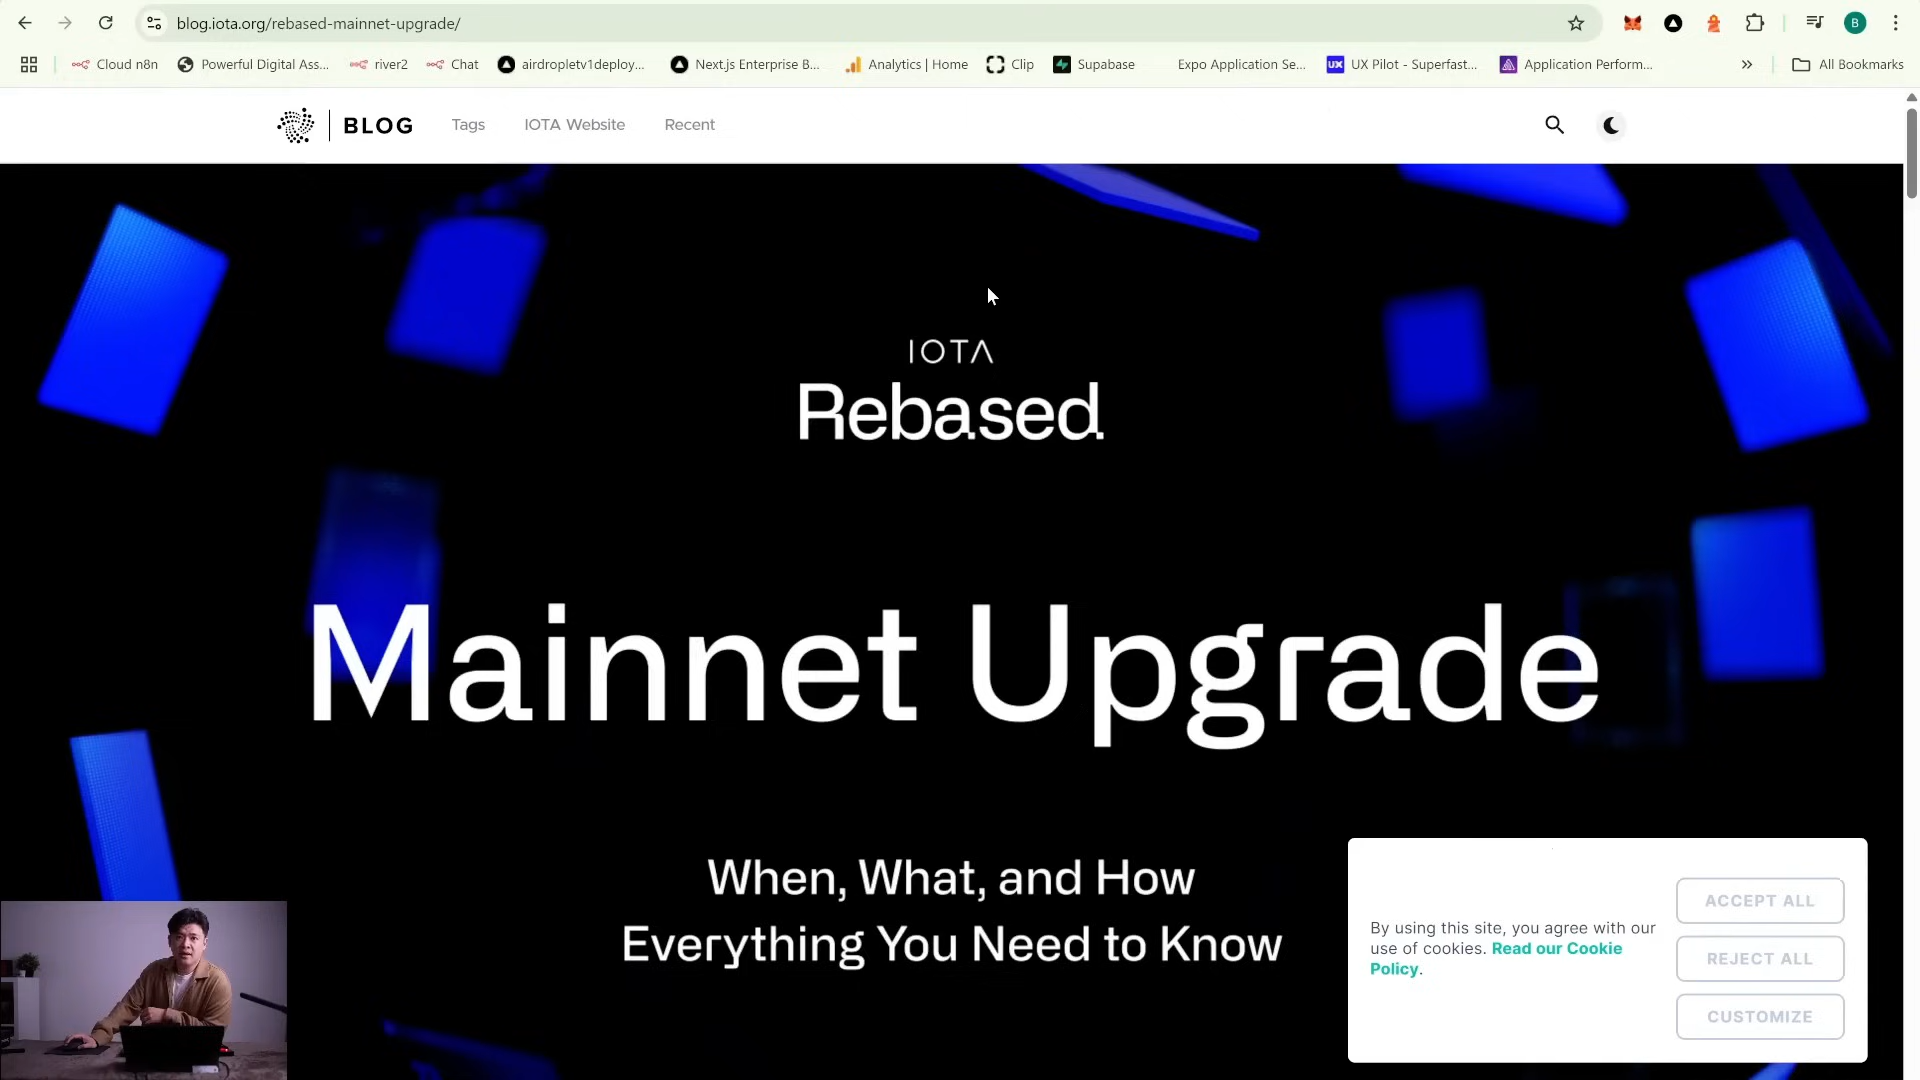 blog.iota.org/rebased-mainnet-upgrade/
B
Cloud n8n
Powerful Digital Ass...
river2
Chat
airdropletv1deploy...
Next.js Enterprise B...
Analytics | Home
Clip
Supabase
Expo Application Se...
UX
UX Pilot - Superfast...
Application Perform...
»
All Bookmarks
BLOG
Tags
IOTA Website
Recent
IOTA
Rebased
Mainnet Upgrade
When, What, and How
Everything You Need to Know
By using this site, you agree with our
use of cookies. Read our Cookie
Policy.
ACCEPT ALL
REJECT ALL
CUSTOMIZE